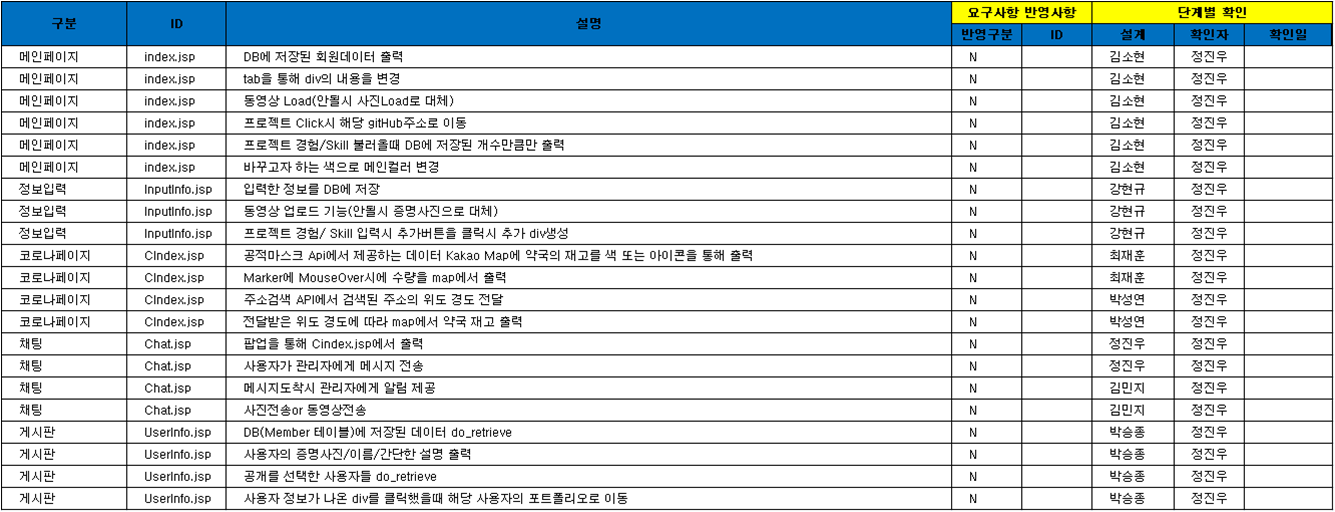 구분 ID 설명 요구사항 반영사항 단계별 확인
반영구분 ID 설계 확인자 확인일
메인페이지 index.jsp DB에 저장된 회원데이터 출력 N 김소현 정진우
메인페이지 index.jsp tab을 통해 div의 내용을 변경 N 김소현 정진우
메인페이지 index.jsp 동영상 Load(안될시 사진Load로 대체) N 김소현 정진우
메인페이지 index.jsp 프로젝트 Click시 해당 gitHub주소로 이동 N 김소현 정진우
메인페이지 index.jsp 프로젝트 경험/Skill 불러올때 DB에 저장된 개수만큼만 출력 N 김소현 정진우
메인페이지 index.jsp 바꾸고자 하는 색으로 메인컬러 변경 N 김소현 정진우
정보입력 InputInfo.jsp 입력한 정보를 DB에 저장 N 강현규 정진우
정보입력 InputInfo.jsp 동영상 업로드 기능(안될시 증명사진으로 대체) N 강현규 정진우
정보입력 InputInfo.jsp 프로젝트 경험/ Skill 입력시 추가버튼을 클릭시 추가 div생성 N 강현규 정진우
코로나페이지 CIndex.jsp 공적마스크 Api에서 제공하는 데이터 Kakao Map에 약국의 재고를 색 또는 아이콘을 통해 출력 N 최재훈 정진우
코로나페이지 CIndex.jsp Marker에 MouseOver시에 수량을 map에서 출력 N 최재훈 정진우
코로나페이지 CIndex.jsp 주소검색 API에서 검색된 주소의 위도 경도 전달 N 박성연 정진우
코로나페이지 CIndex.jsp 전달받은 위도 경도에 따라 map에서 약국 재고 출력 N 박성연 정진우
채팅 Chat.jsp 팝업을 통해 Cindex.jsp에서 출력 N 정진우 정진우
채팅 Chat.jsp 사용자가 관리자에게 메시지 전송 N 정진우 정진우
채팅 Chat.jsp 메시지도착시 관리자에게 알림 제공 N 김민지 정진우
채팅 Chat.jsp 사진전송or 동영상전송 N 김민지 정진우
게시판 UserInfo.jsp DB(Member 테이블)에 저장된 데이터 do_retrieve N 박승종 정진우
게시판 UserInfo.jsp 사용자의 증명사진/이름/간단한 설명 출력 N 박승종 정진우
게시판 UserInfo.jsp 공개를 선택한 사용자들 do_retrieve N 박승종 정진우
게시판 UserInfo.jsp 사용자 정보가 나온 div를 클릭했을때 해당 사용자의 포트폴리오로 이동 N 박승종 정진우